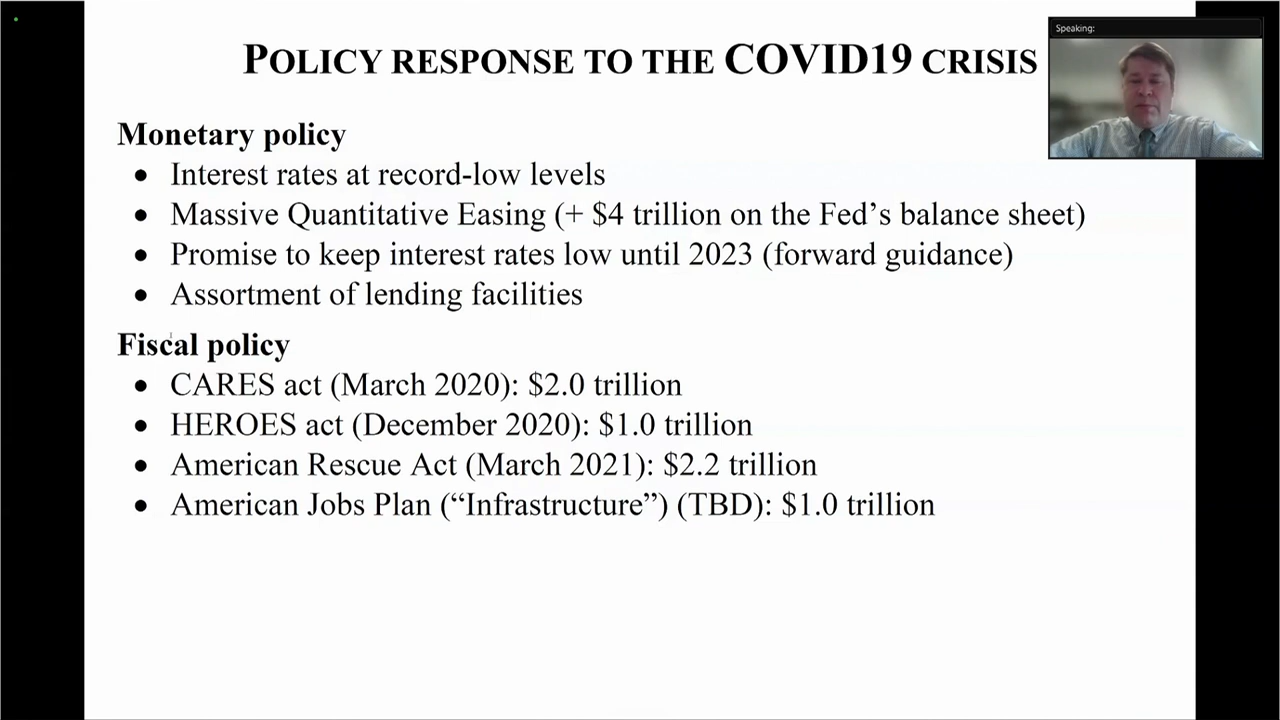 POLICY RESPONSE TO THE COVID19 CRISIS
Speaking:
Monetary policy
• Interest rates at record-low levels
• Massive Quantitative Easing (+ $4 trillion on the Fed’s balance sheet)
• Promise to keep interest rates low until 2023 (forward guidance)
• Assortment of lending facilities
Fiscal policy
• CARES act (March 2020): $2.0 trillion
• HEROES act (December 2020): $1.0 trillion
• American Rescue Act (March 2021): $2.2 trillion
• American Jobs Plan (“Infrastructure”) (TBD): $1.0 trillion